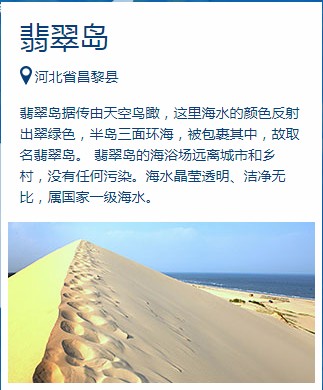 翡翠岛
河北省昌黎县
翡翠岛据传由天空鸟瞰，这里海水的颜色反射
出翠绿色，半岛三面环海，被包裹其中，故取
名翡翠岛。 翡翠岛的海浴场远离城市和乡
村，没有任何污染。海水晶莹透明、洁净无
比，属国家一级海水。